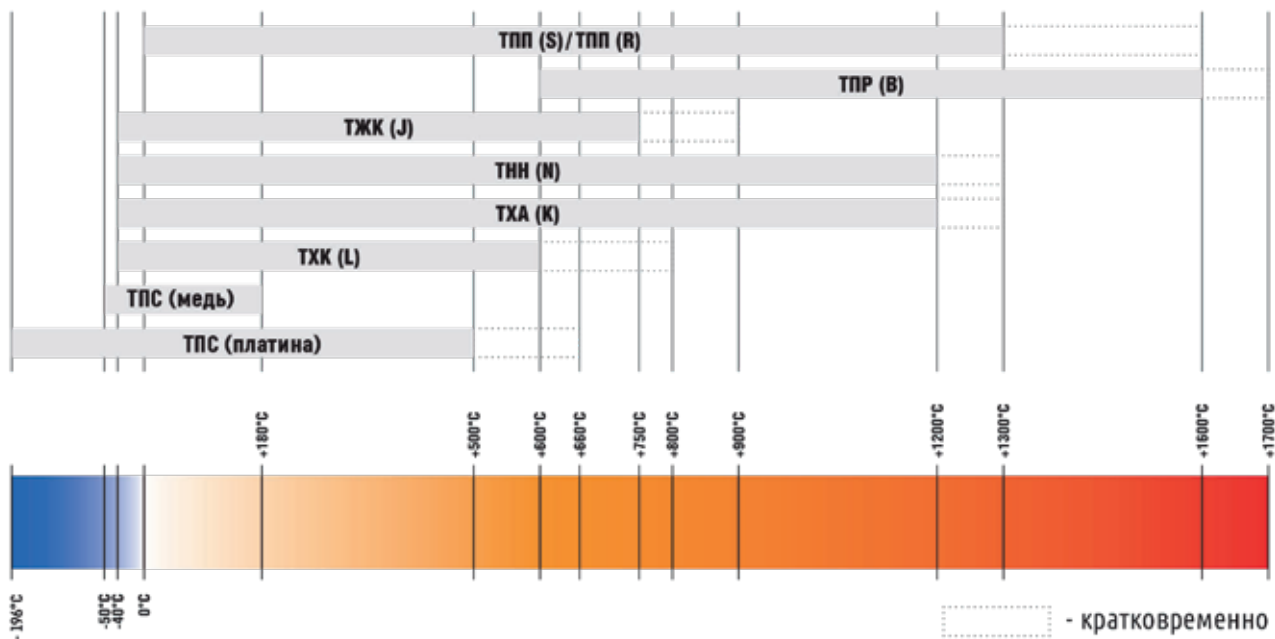 ТПП (S)/ТПП (R)
ТПР (B)
ТЖК (J)
ТНН (N)
ТХА (K)
ТХК (L)
ТПС (медь)
ТПС (платина)
+180°C
+500°C
+600°C
+660°C
+750°C
+800°C
+900°C
+1200°C
+1300°C
+1600°C
+1700°C
- 196°C
-50°C
-40°C
0°C
- кратковременно